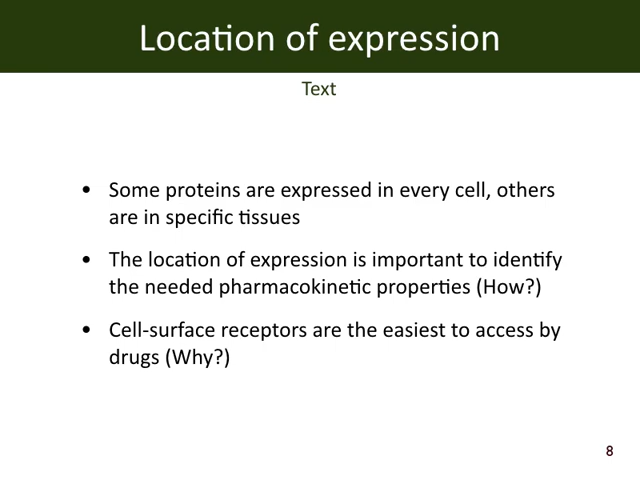 Location of expression
Text
• Some proteins are expressed in every cell, others
are in specific tissues
• The location of expression is important to identify
the needed pharmacokinetic properties (How?)
• Cell-surface receptors are the easiest to access by
drugs (Why?)
8